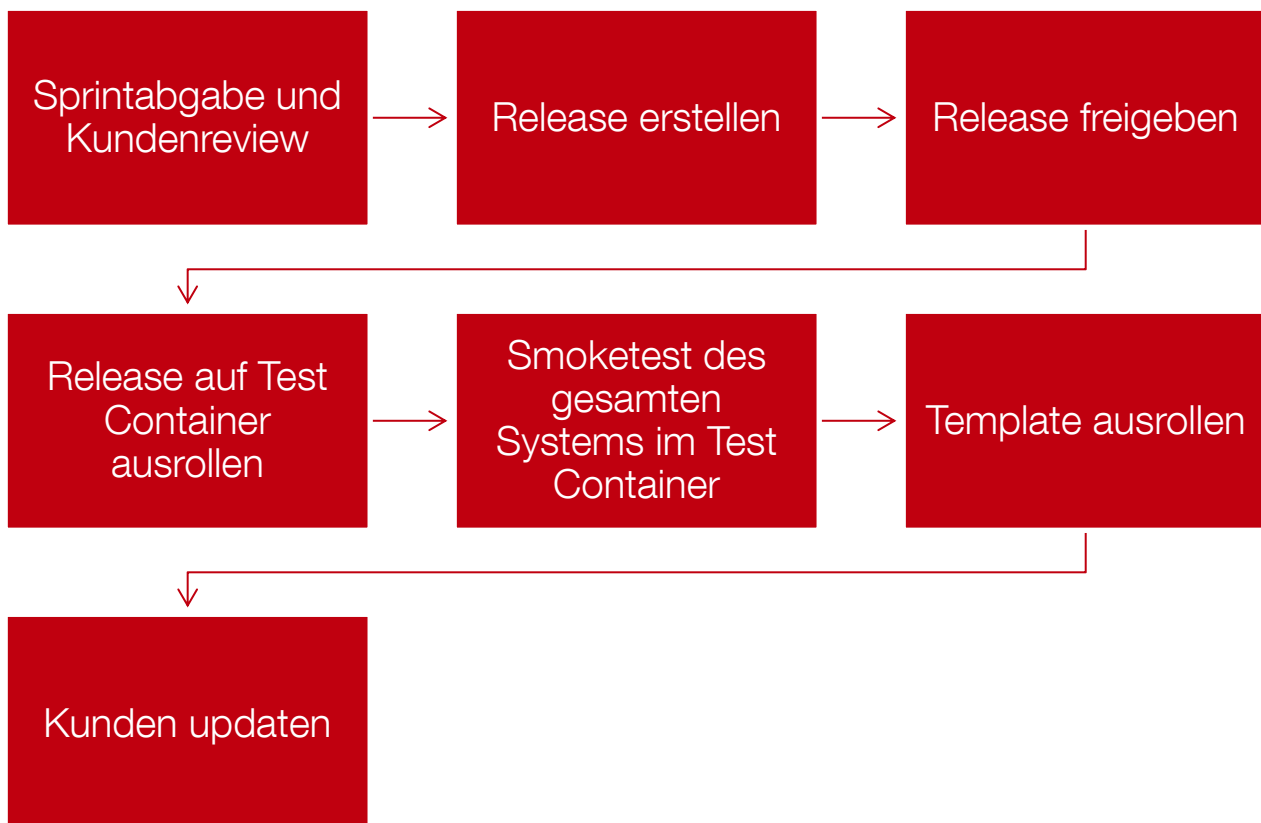 Sprintabgabe und
Kundenreview
Release erstellen
Release freigeben
Release auf Test
Container
ausrollen
Smoketest des
gesamten
Systems im Test
Container
Template ausrollen
Kunden updaten